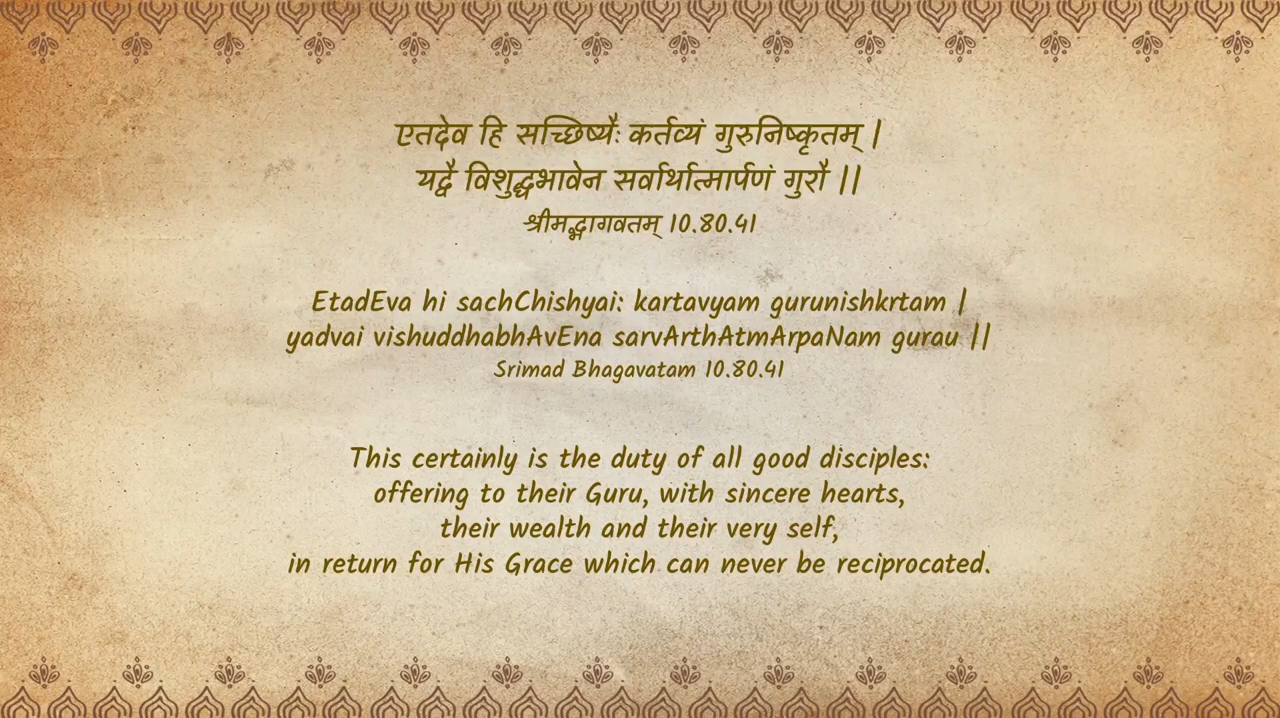 एतदेव हि सच्छिष्यैः कर्तव्यं गुरुनिष्कृतम् |
यद्वै विशुद्धभावेन सर्वार्थात्मार्पणं गुरौ ||
श्रीमद्भागवतम् 10.80.41
EtadEva hi sachChishyai: kartavyam gurunishkrtam |
yadvai vishuddhabhAvEna sarvArthAtmArpaNam gurau ||
Srimad Bhagavatam 10.80.41
This certainly is the duty of all good disciples:
offering to their Guru, with sincere hearts,
their wealth and their very self,
in return for His Grace which can never be reciprocated.